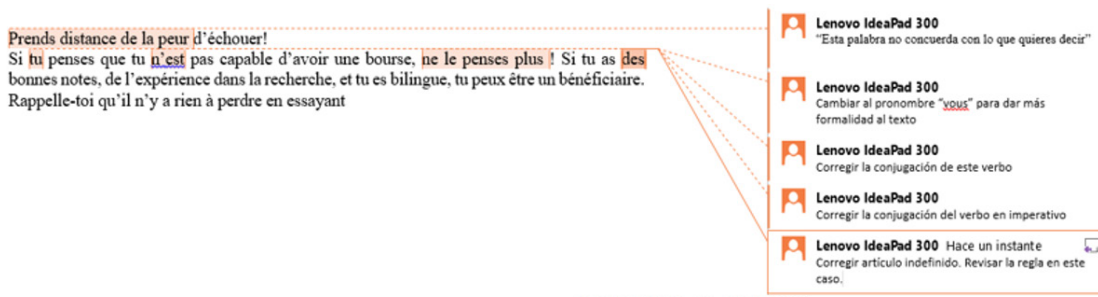 Prends distance de la peur d’échouer!
Si tu penses que tu n’est pas capable d’avoir une bourse, ne le penses plus ! Si tu as des
bonnes notes, de l’expérience dans la recherche, et tu es bilingue, tu peux être un bénéficiaire.
Rappelle-toi qu’il n’y a rien à perdre en essayant
Lenovo IdeaPad 300
“Esta palabra no concuerda con lo que quieres decir”
Lenovo IdeaPad 300
Cambiar al pronombre “vous” para dar más
formalidad al texto
Lenovo IdeaPad 300
Corregir la conjugación de este verbo
Lenovo IdeaPad 300
Corregir la conjugación del verbo en imperativo
Lenovo IdeaPad 300 Hace un instante
Corregir artículo indefinido. Revisar la regla en este
caso.